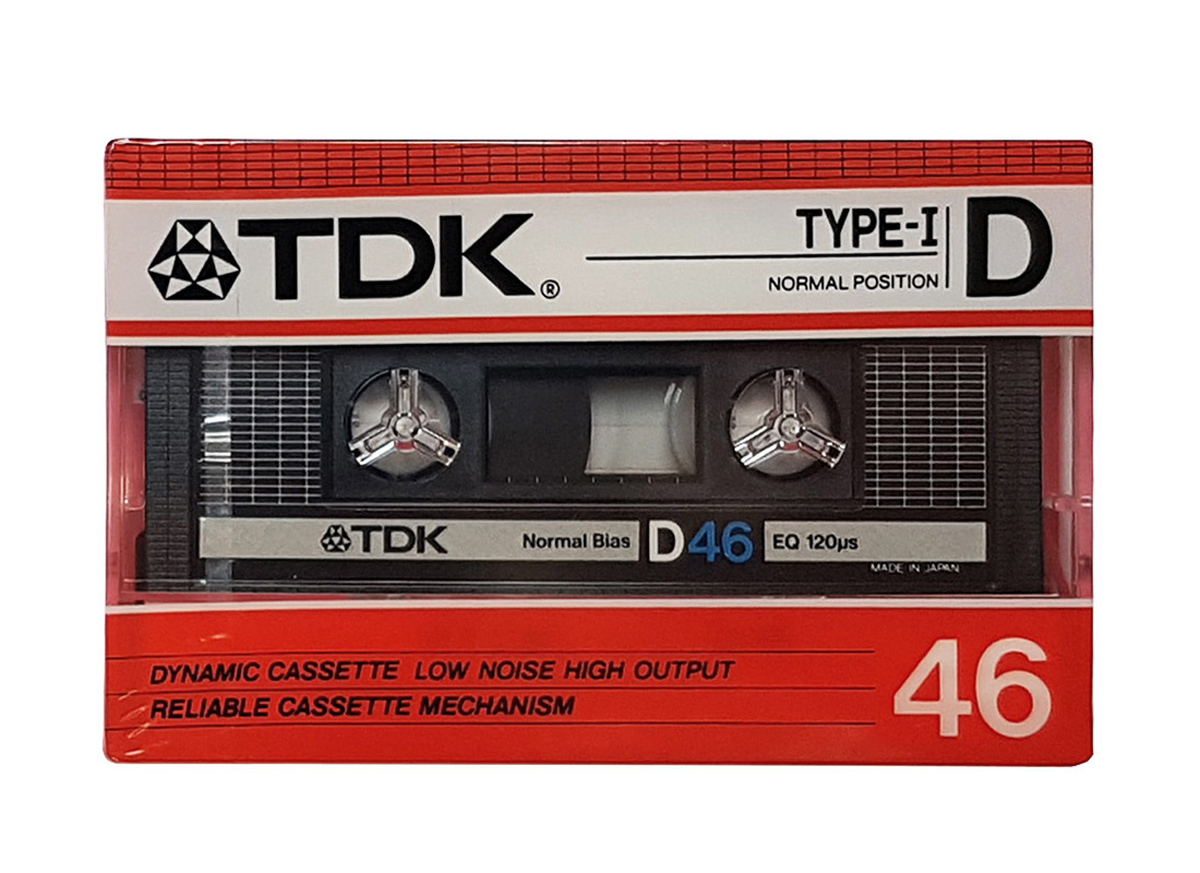 TDK®
TYPE-I D
NORMAL POSITION
TDK Normal Bias D46 EQ 120µs
MADE IN JAPAN
DYNAMIC CASSETTE LOW NOISE HIGH OUTPUT
RELIABLE CASSETTE MECHANISM
46